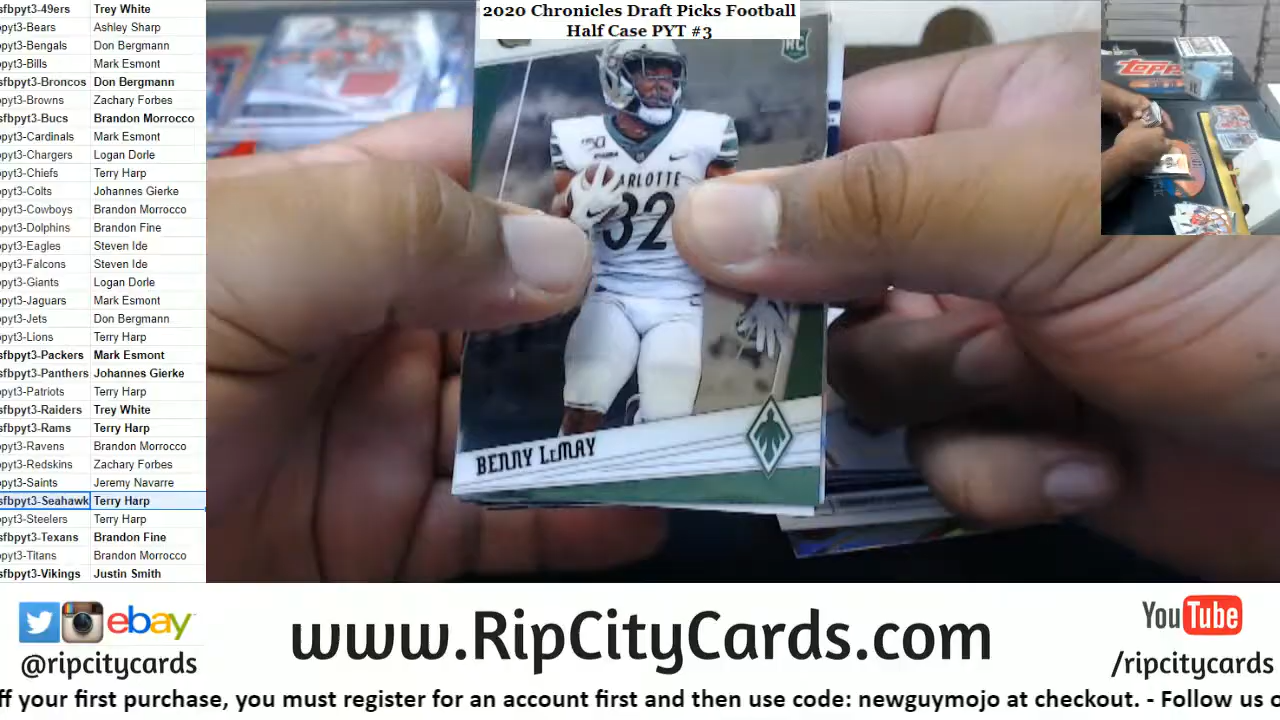 2020 Chronicles Draft Picks Football
Half Case PYT #3
sfbpyt3-49ers Trey White
pyt3-Bears Ashley Sharp
pyt3-Bengals Don Bergmann
pyt3-Bills Mark Esmont
sfbpyt3-Broncos Don Bergmann
pyt3-Browns Zachary Forbes
sfbpyt3-Bucs Brandon Morrocco
pyt3-Cardinals Mark Esmont
pyt3-Chargers Logan Dorle
pyt3-Chiefs Terry Harp
pyt3-Colts Johannes Gierke
pyt3-Cowboys Brandon Morrocco
pyt3-Dolphins Brandon Fine
pyt3-Eagles Steven Ide
pyt3-Falcons Steven Ide
pyt3-Giants Logan Dorle
pyt3-Jaguars Mark Esmont
pyt3-Jets Don Bergmann
pyt3-Lions Terry Harp
sfbpyt3-Packers Mark Esmont
sfbpyt3-Panthers Johannes Gierke
pyt3-Patriots Terry Harp
sfbpyt3-Raiders Trey White
sfbpyt3-Rams Terry Harp
pyt3-Ravens Brandon Morrocco
pyt3-Redskins Zachary Forbes
pyt3-Saints Jeremy Navarre
sfbpyt3-Seahawk Terry Harp
pyt3-Steelers Terry Harp
sfbpyt3-Texans Brandon Fine
pyt3-Titans Brandon Morrocco
sfbpyt3-Vikings Justin Smith
RC
ARLOTTE
32
BENNY LEMAY
Topps
ebay
@ripcitycards
www.RipCityCards.com
You Tube
/ripcitycards
ff your first purchase, you must register for an account first and then use code: newguymojo at checkout. - Follow us o